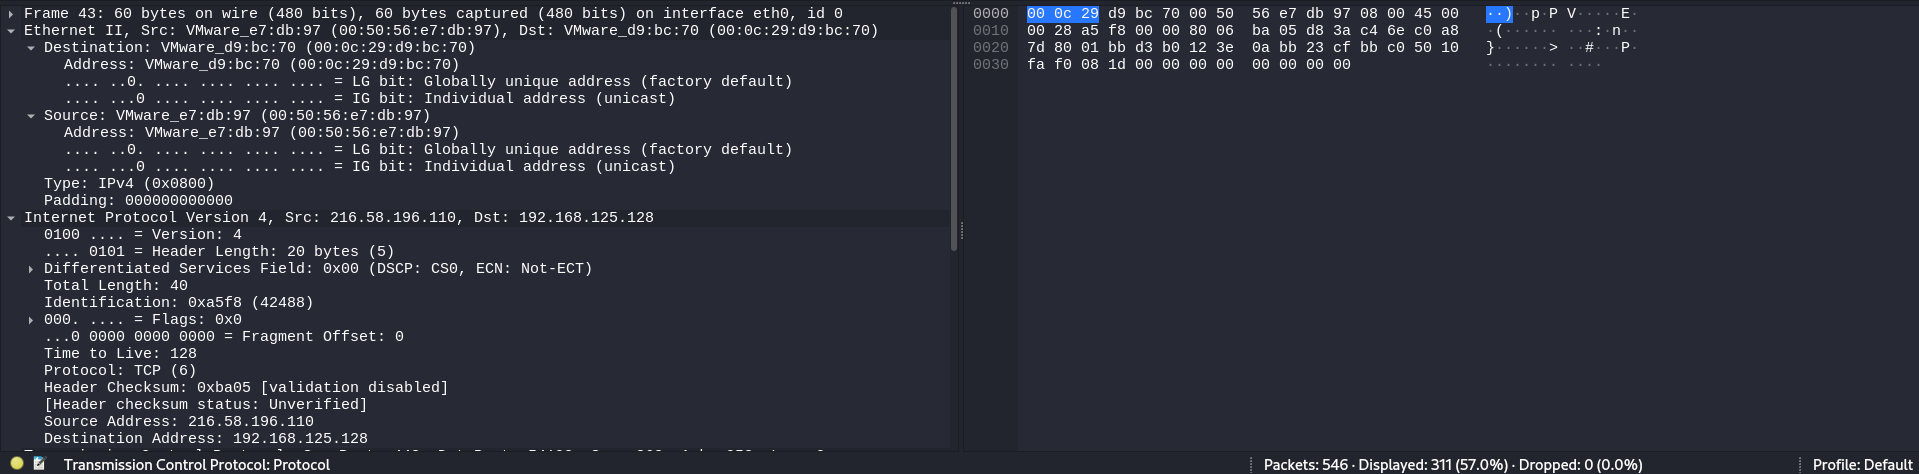 Frame 43: 60 bytes on wire (480 bits), 60 bytes captured (480 bits) on interface eth0, id 0
Ethernet II, Src: VMware_e7:db:97 (00:50:56:e7:db:97), Dst: VMware_d9:bc:70 (00:0c:29:d9:bc:70)
Destination: VMware_d9:bc:70 (00:0c:29:d9:bc:70)
Address: VMware_d9:bc:70 (00:0c:29:d9:bc:70)
.... ..0. .... .... .... .... = LG bit: Globally unique address (factory default)
.... ...0 .... .... .... .... = IG bit: Individual address (unicast)
Source: VMware_e7:db:97 (00:50:56:e7:db:97)
Address: VMware_e7:db:97 (00:50:56:e7:db:97)
.... ..0. .... .... .... .... = LG bit: Globally unique address (factory default)
.... ...0 .... .... .... .... = IG bit: Individual address (unicast)
Type: IPv4 (0x0800)
Padding: 000000000000
Internet Protocol Version 4, Src: 216.58.196.110, Dst: 192.168.125.128
0100 .... = Version: 4
.... 0101 = Header Length: 20 bytes (5)
Differentiated Services Field: 0x00 (DSCP: CS0, ECN: Not-ECT)
Total Length: 40
Identification: 0xa5f8 (42488)
000. .... = Flags: 0x0
...0 0000 0000 0000 = Fragment Offset: 0
Time to Live: 128
Protocol: TCP (6)
Header Checksum: 0xba05 [validation disabled]
[Header checksum status: Unverified]
Source Address: 216.58.196.110
Destination Address: 192.168.125.128
0000 00 0c 29 d9 bc 70 00 50 56 e7 db 97 08 00 45 00 ··)··p·P V·····E·
0010 00 28 a5 f8 00 00 80 06 ba 05 d8 3a c4 6e c0 a8 ·(······ ···:·n··
0020 7d 80 01 bb d3 b0 12 3e 0a bb 23 cf bb c0 50 10 }······> ··#···P·
0030 fa f0 08 1d 00 00 00 00 00 00 00 00 ········ ····
Transmission Control Protocol: Protocol
Packets: 546 · Displayed: 311 (57.0%) · Dropped: 0 (0.0%)
Profile: Default